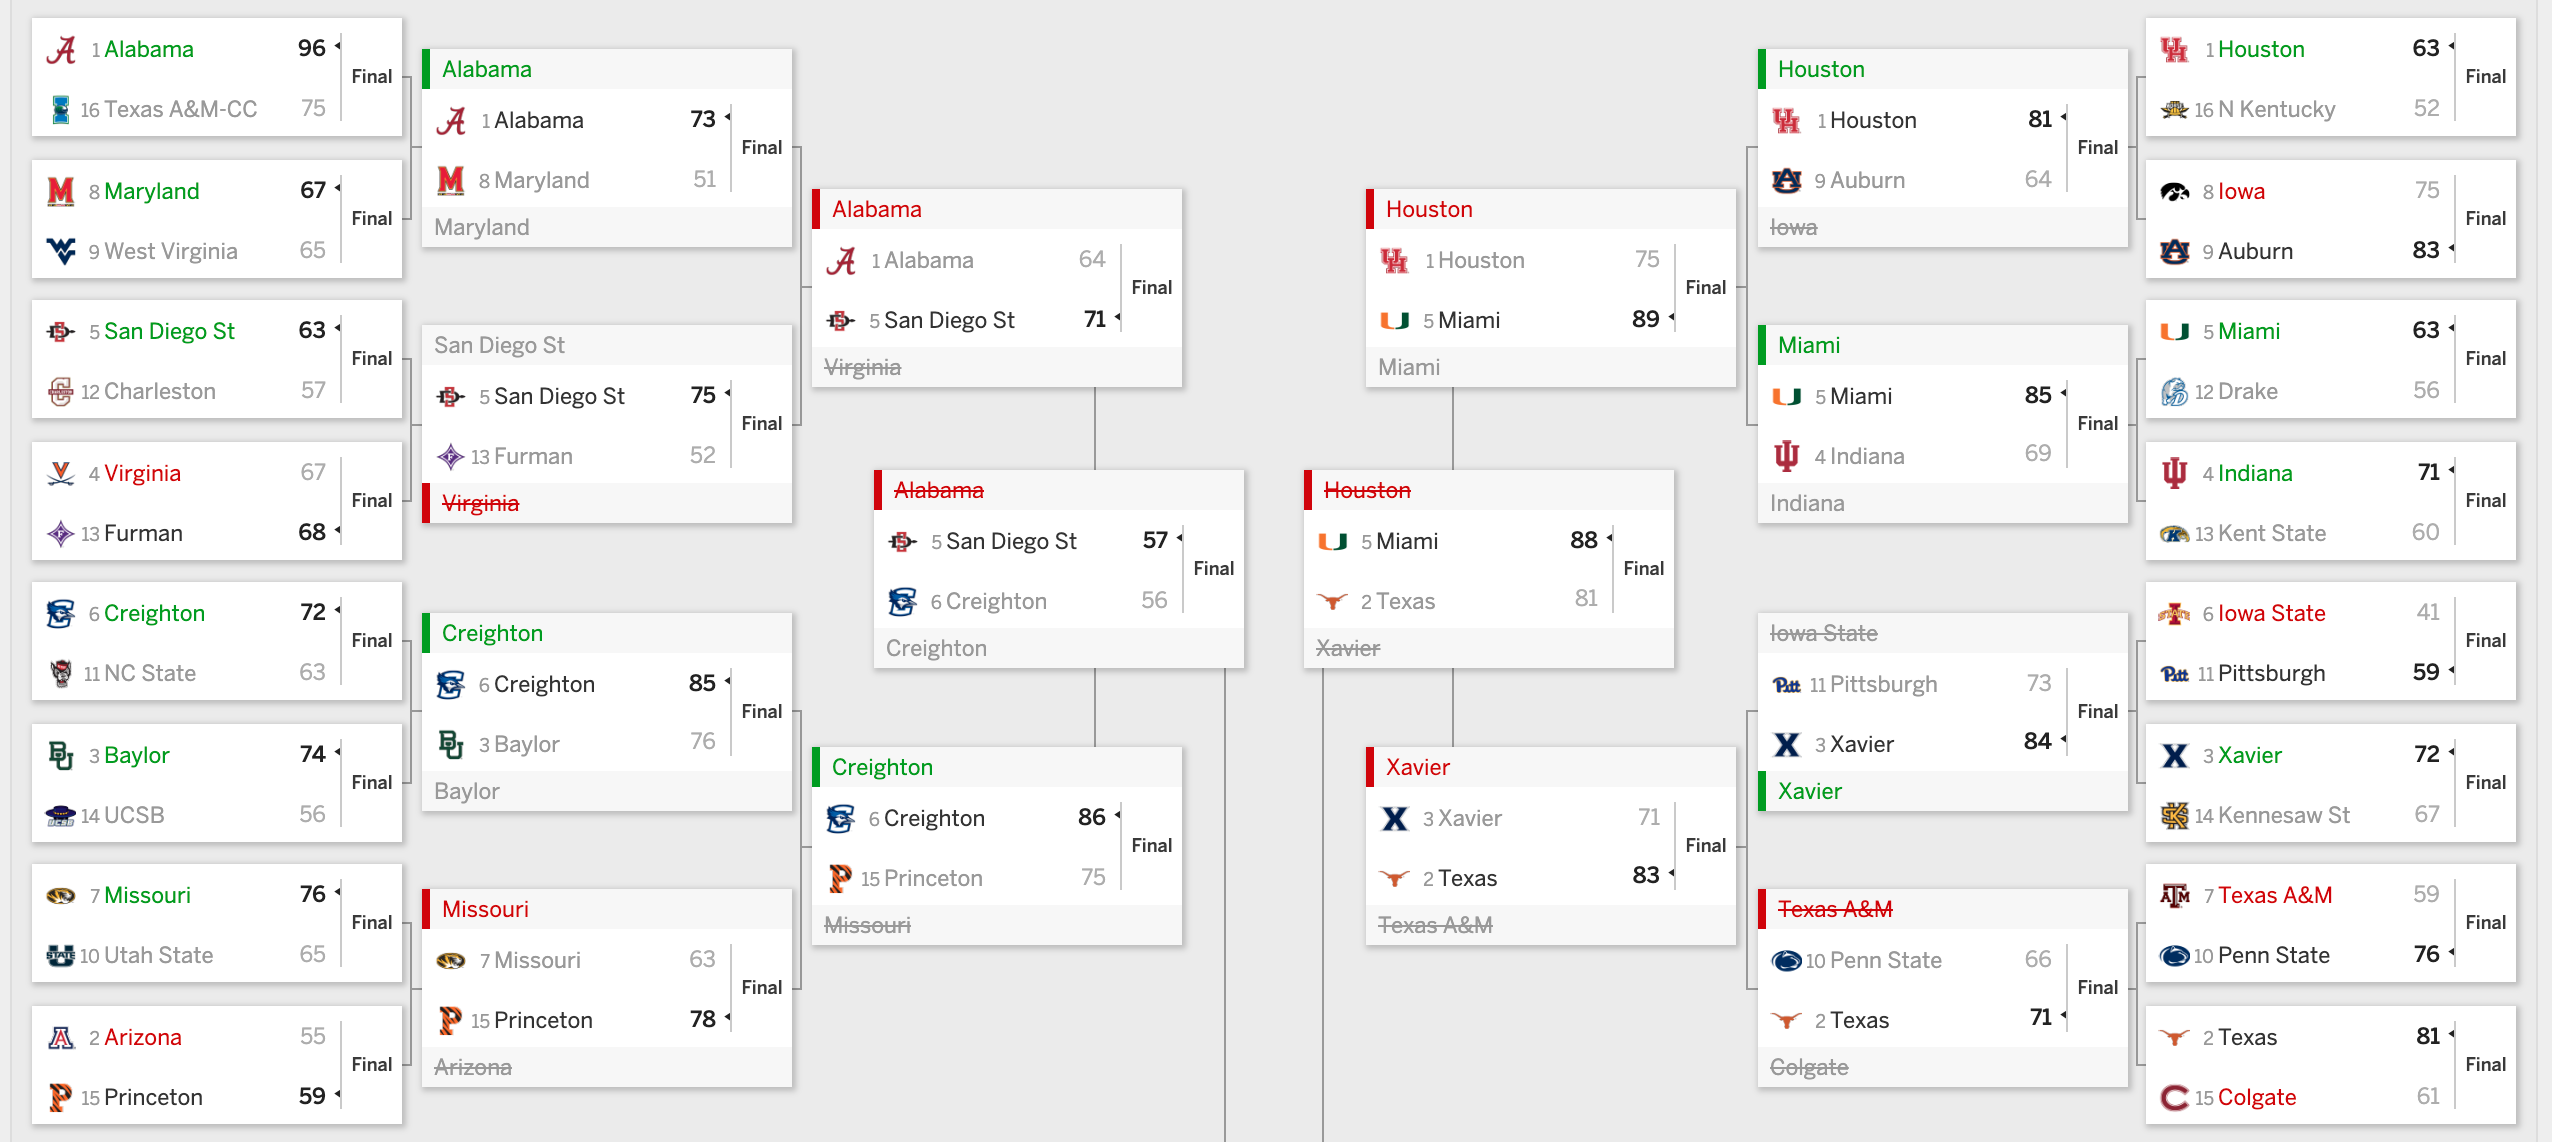 1 Alabama 96
Final
16 Texas A&M-CC 75
8 Maryland 67
Final
9 West Virginia 65
5 San Diego St 63
Final
12 Charleston 57
4 Virginia 67
Final
13 Furman 68
6 Creighton 72
Final
11 NC State 63
3 Baylor 74
Final
14 UCSB 56
7 Missouri 76
Final
10 Utah State 65
2 Arizona 55
Final
15 Princeton 59
Alabama
1 Alabama 73
Final
8 Maryland 51
Maryland
San Diego St
5 San Diego St 75
Final
13 Furman 52
Virginia
Creighton
6 Creighton 85
Final
3 Baylor 76
Baylor
Missouri
7 Missouri 63
Final
15 Princeton 78
Arizona
Alabama
1 Alabama 64
Final
5 San Diego St 71
Virginia
Creighton
6 Creighton 86
Final
15 Princeton 75
Missouri
Alabama
5 San Diego St 57
Final
6 Creighton 56
Creighton
Houston
5 Miami 88
Final
2 Texas 81
Xavier
Houston
1 Houston 75
Final
5 Miami 89
Miami
Xavier
3 Xavier 71
Final
2 Texas 83
Texas A&M
Houston
1 Houston 81
Final
9 Auburn 64
Iowa
Miami
5 Miami 85
Final
4 Indiana 69
Indiana
Iowa State
11 Pittsburgh 73
Final
3 Xavier 84
Xavier
Texas A&M
10 Penn State 66
Final
2 Texas 71
Colgate
1 Houston 63
Final
16 N Kentucky 52
8 Iowa 75
Final
9 Auburn 83
5 Miami 63
Final
12 Drake 56
4 Indiana 71
Final
13 Kent State 60
6 Iowa State 41
Final
11 Pittsburgh 59
3 Xavier 72
Final
14 Kennesaw St 67
7 Texas A&M 59
Final
10 Penn State 76
2 Texas 81
Final
15 Colgate 61